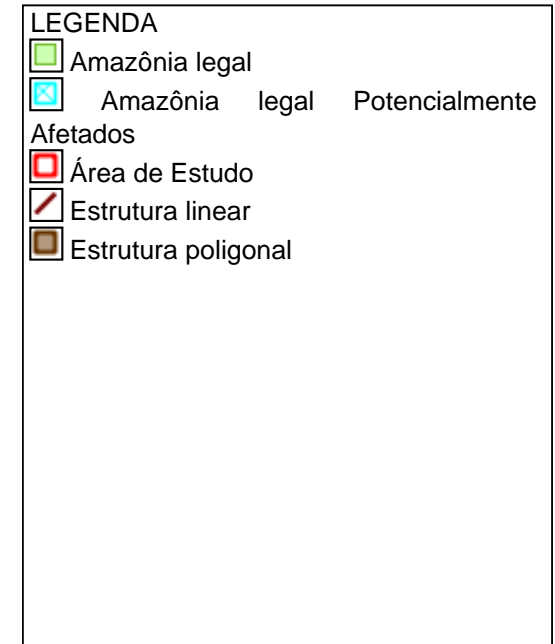 LEGENDA
Amazônia legal
Amazônia legal Potencialmente
Afetados
Área de Estudo
Estrutura linear
Estrutura poligonal